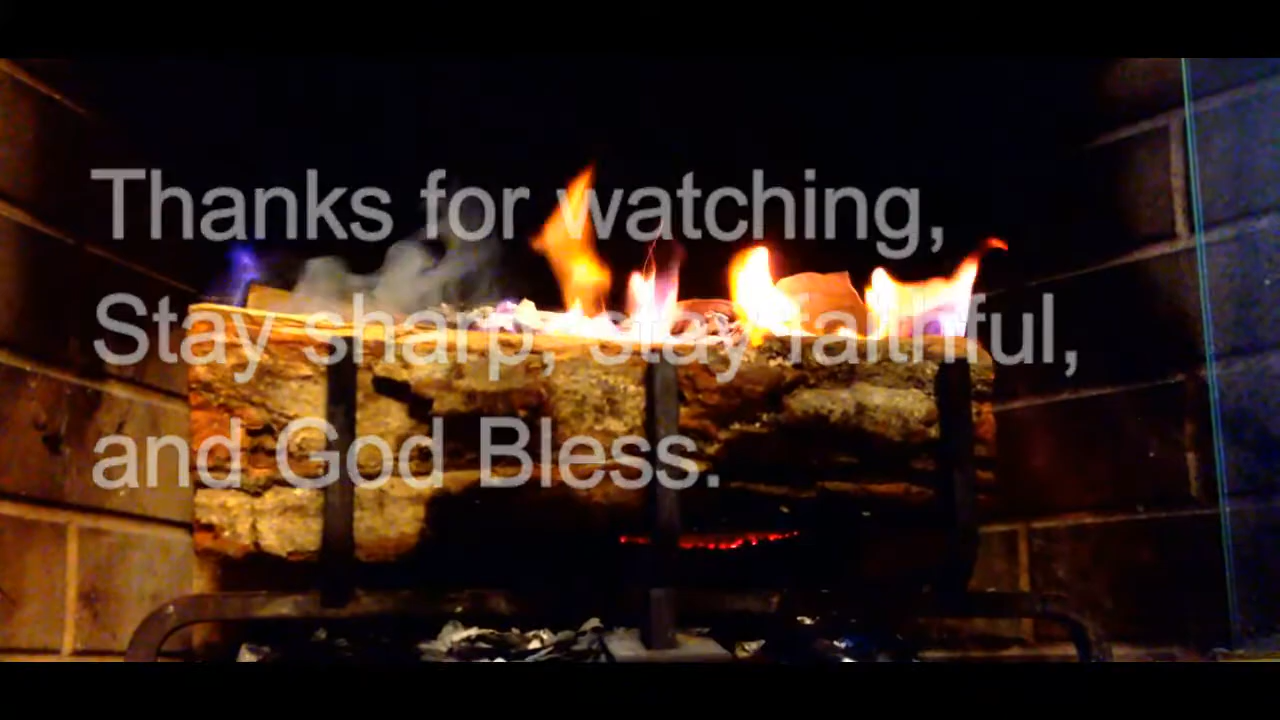 Thanks for watching,
Stay sharp, stay faithful,
and God Bless.